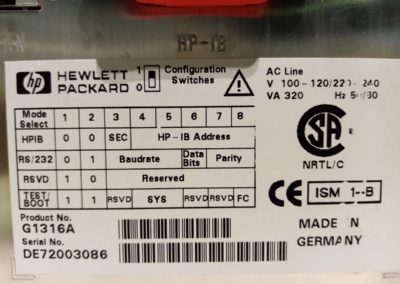 HP-IB
hp HEWLETT PACKARD 1 0 Configuration Switches
AC Line
V 100-120/220-240
VA 320 Hz 50/60
Mode Select 1 2 3 4 5 6 7 8
HPIB 0 0 SEC HP-IB Address
RS/232 0 1 Baudrate Data Bits Parity
RSVD 1 0 Reserved
TEST/BOOT 1 1 RSVD SYS RSVD RSVD FC
NRTL/C
CE ISM 1-B
Product No.
G1316A
Serial No.
DE72003086
MADE IN
GERMANY